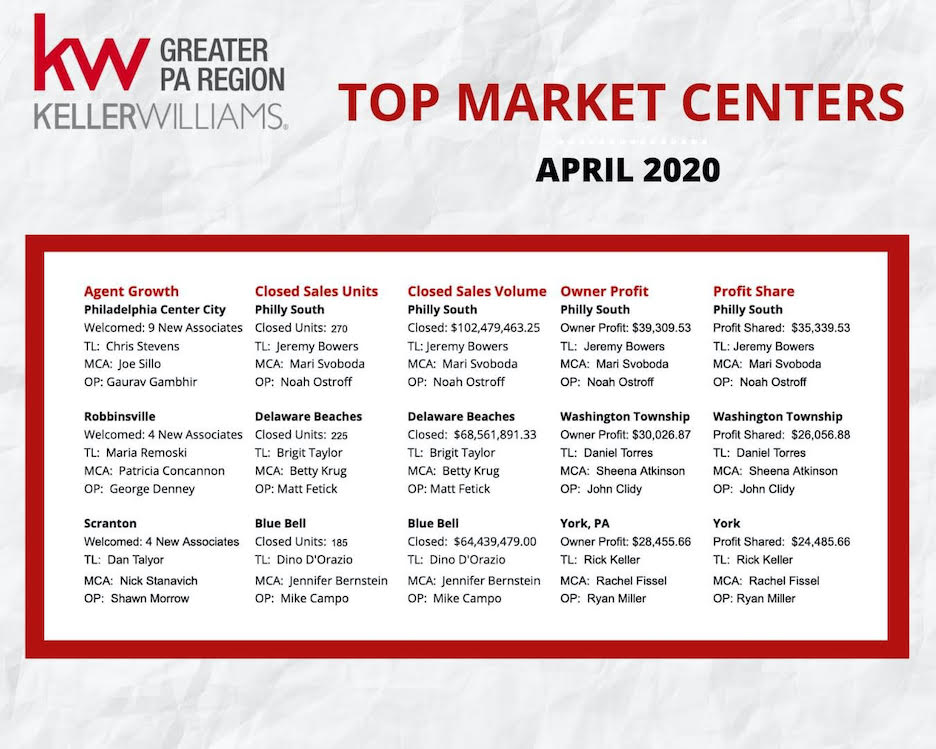 kw GREATER
PA REGION
KELLERWILLIAMS.
TOP MARKET CENTERS
APRIL 2020
Agent Growth
Philadelphia Center City
Welcomed: 9 New Associates
TL: Chris Stevens
MCA: Joe Sillo
OP: Gaurav Gambhir
Robbinsville
Welcomed: 4 New Associates
TL: Maria Remoski
MCA: Patricia Concannon
OP: George Denney
Scranton
Welcomed: 4 New Associates
TL: Dan Talyor
MCA: Nick Stanavich
OP: Shawn Morrow
Closed Sales Units
Philly South
Closed Units: 270
TL: Jeremy Bowers
MCA: Mari Svoboda
OP: Noah Ostroff
Delaware Beaches
Closed Units: 225
TL: Brigit Taylor
MCA: Betty Krug
OP: Matt Fetick
Blue Bell
Closed Units: 185
TL: Dino D'Orazio
MCA: Jennifer Bernstein
OP: Mike Campo
Closed Sales Volume
Philly South
Closed: $102,479,463.25
TL: Jeremy Bowers
MCA: Mari Svoboda
OP: Noah Ostroff
Delaware Beaches
Closed: $68,561,891.33
TL: Brigit Taylor
MCA: Betty Krug
OP: Matt Fetick
Blue Bell
Closed: $64,439,479.00
TL: Dino D'Orazio
MCA: Jennifer Bernstein
OP: Mike Campo
Owner Profit
Philly South
Owner Profit: $39,309.53
TL: Jeremy Bowers
MCA: Mari Svoboda
OP: Noah Ostroff
Washington Township
Owner Profit: $30,026.87
TL: Daniel Torres
MCA: Sheena Atkinson
OP: John Clidy
York, PA
Owner Profit: $28,455.66
TL: Rick Keller
MCA: Rachel Fissel
OP: Ryan Miller
Profit Share
Philly South
Profit Shared: $35,339.53
TL: Jeremy Bowers
MCA: Mari Svoboda
OP: Noah Ostroff
Washington Township
Profit Shared: $26,056.88
TL: Daniel Torres
MCA: Sheena Atkinson
OP: John Clidy
York
Profit Shared: $24,485.66
TL: Rick Keller
MCA: Rachel Fissel
OP: Ryan Miller